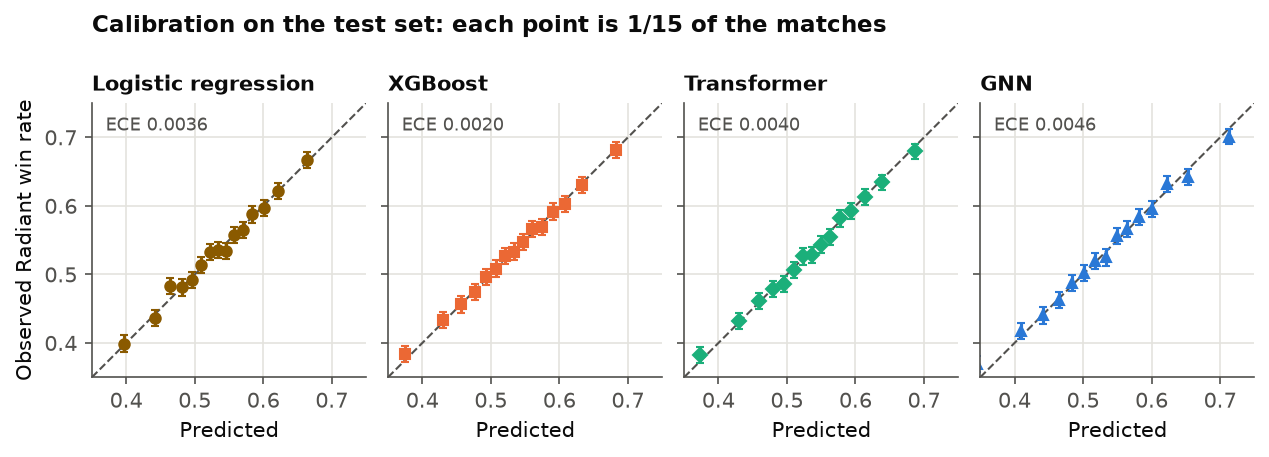 Calibration on the test set: each point is 1/15 of the matches
Logistic regression
XGBoost
Transformer
GNN
Observed Radiant win rate
ECE 0.0036
ECE 0.0020
ECE 0.0040
ECE 0.0046
0.7
0.6
0.5
0.4
0.4 0.5 0.6 0.7
0.4 0.5 0.6 0.7
0.4 0.5 0.6 0.7
0.4 0.5 0.6 0.7
Predicted
Predicted
Predicted
Predicted